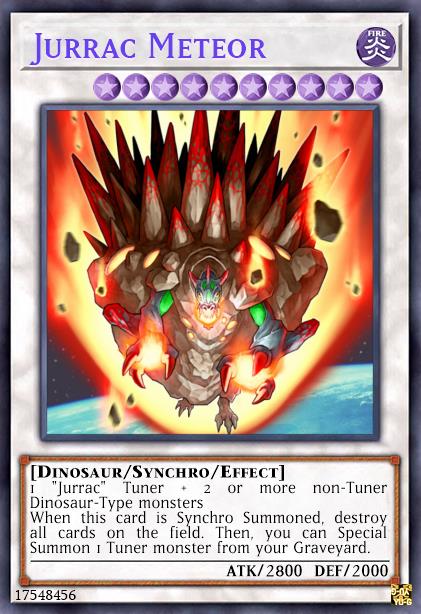 Jurrac Meteor
FIRE
炎
[Dinosaur/Synchro/Effect]
1 "Jurrac" Tuner + 2 or more non-Tuner
Dinosaur-Type monsters
When this card is Synchro Summoned, destroy
all cards on the field. Then, you can Special
Summon 1 Tuner monster from your Graveyard.
ATK/2800 DEF/2000
17548456